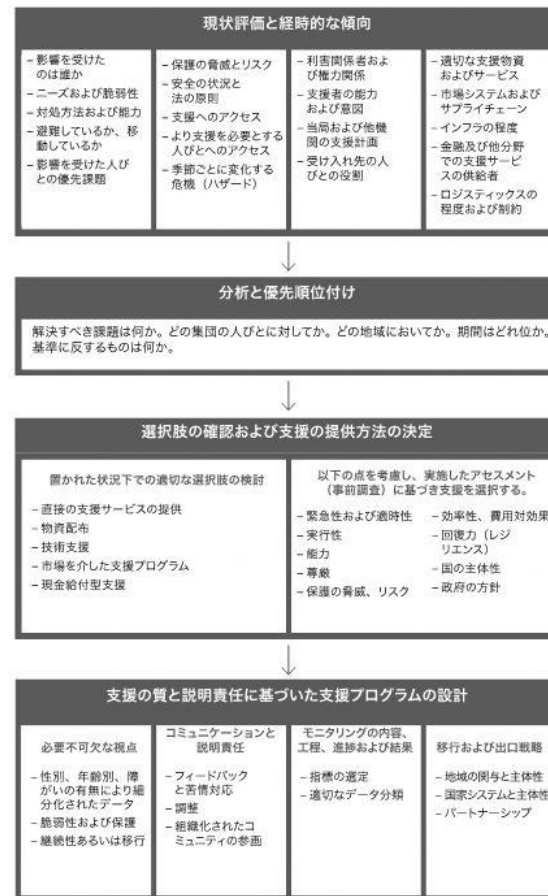 現状評価と経時的な傾向
– 影響を受けた
のは誰か
– ニーズおよび脆弱性
– 対処方法および能力
– 避難しているか、移
動しているか
– 影響を受けた人び
との優先課題
– 保護の脅威とリスク
– 安全の状況と
法の原則
– 支援へのアクセス
– より支援を必要とする
人びとへのアクセス
– 季節ごとに変化する
危機（ハザード）
– 利害関係者および
権力関係
– 支援者の能力
および意図
– 当局および他機
関の支援計画
– 受け入れ先の人
びとの役割
– 適切な支援物資
およびサービス
– 市場システムおよび
サプライチェーン
– インフラの程度
– 金融及び他分野
での支援サービ
スの供給者
– ロジスティックスの
程度および制約
分析と優先順位付け
解決すべき課題は何か。どの集団の人びとに対してか。どの地域においてか。期間はどれ位か。
基準に反するものは何か。
選択肢の確認および支援の提供方法の決定
置かれた状況下での適切な選択肢の検討
– 直接の支援サービスの提供
– 物資配布
– 技術支援
– 市場を介した支援プログラム
– 現金給付型支援
以下の点を考慮し、実施したアセスメント
（事前調査）に基づき支援を選択する。
– 緊急性および適時性
– 実行性
– 能力
– 尊厳
– 保護の脅威、リスク
– 効率性、費用対効果
– 回復力（レジ
リエンス）
– 国の主体性
– 政府の方針
支援の質と説明責任に基づいた支援プログラムの設計
必要不可欠な視点
– 性別、年齢別、障
がいの有無により細
分化されたデータ
– 脆弱性および保護
– 継続性あるいは移行
コミュニケーションと
説明責任
– フィードバック
と苦情対応
– 調整
– 組織化されたコ
ミュニティの参画
モニタリングの内容、
工程、進捗および結果
– 指標の選定
– 適切なデータ分類
移行および出口戦略
– 地域の関与と主体性
– 国家システムと主体性
– パートナーシップ